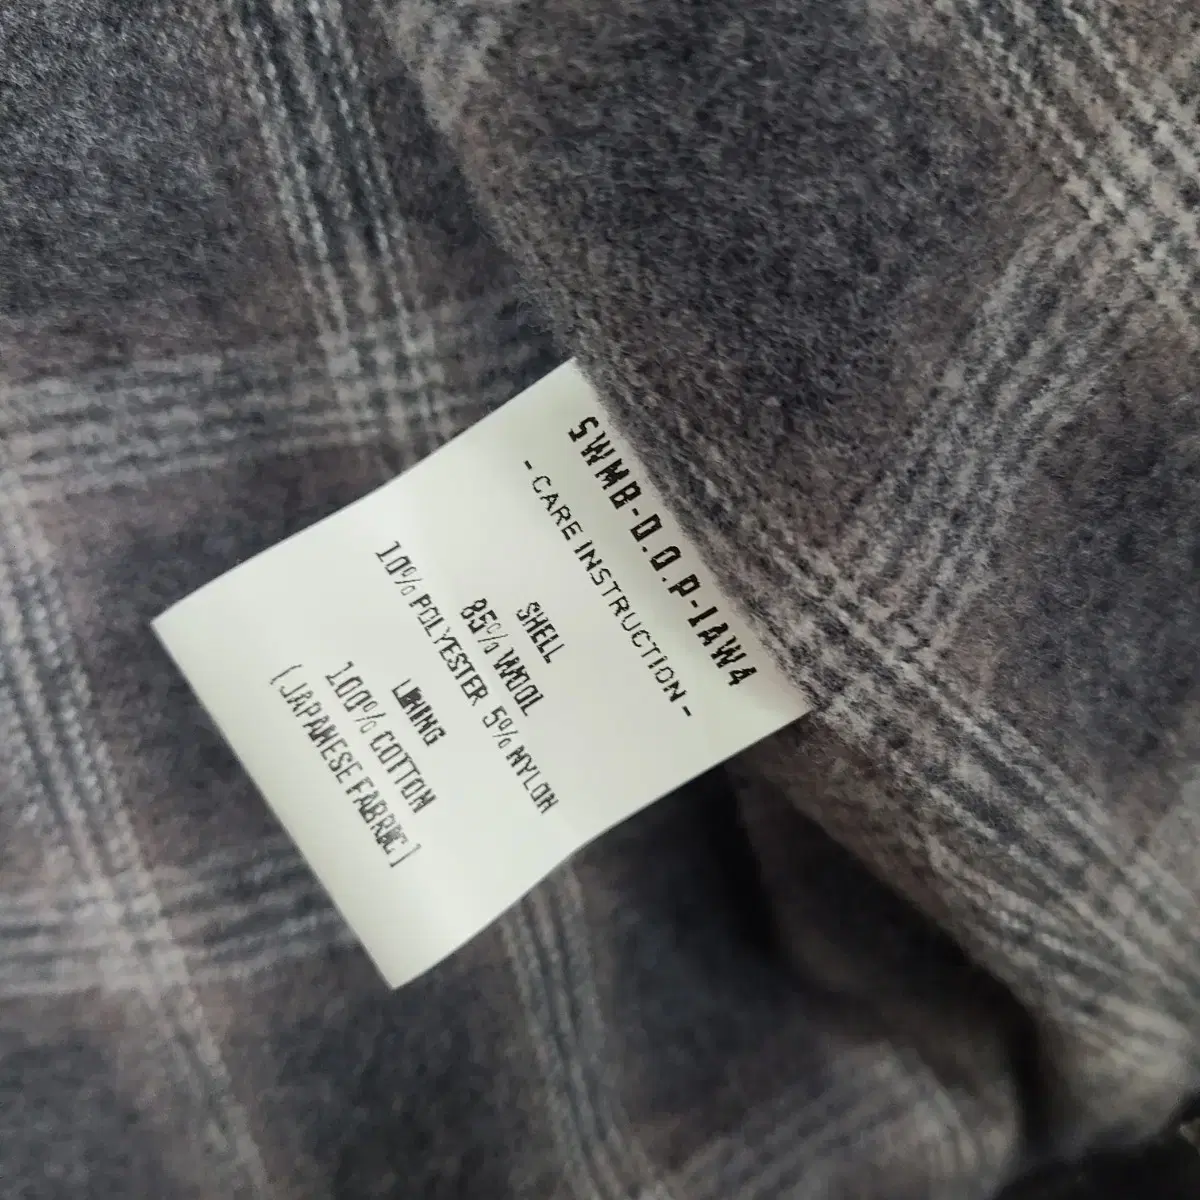 SWMB-D.O.P-1AW4
- CARE INSTRUCTION -
SHELL
85% WOOL
10% POLYESTER 5% NYLON
LINING
100% COTTON
( JAPANESE FABRIC )